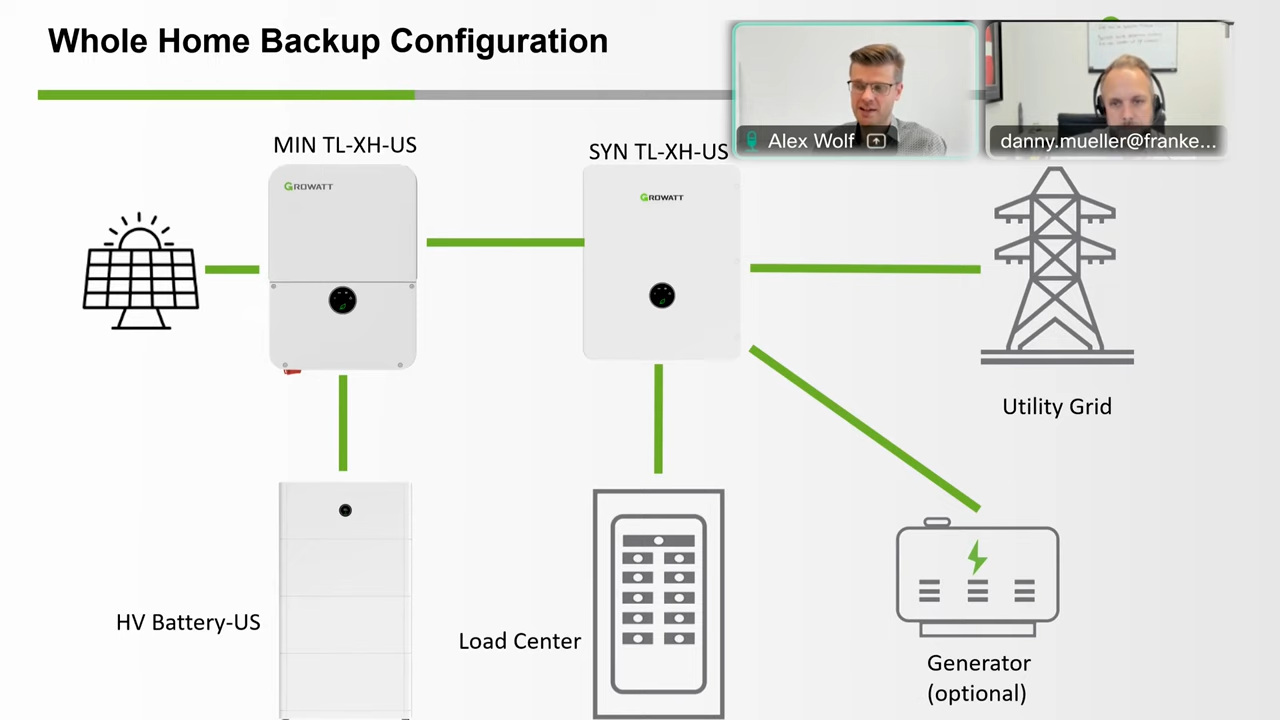 Whole Home Backup Configuration
Alex Wolf
danny.mueller@franke...
MIN TL-XH-US
SYN TL-XH-US
GROWATT
GROWATT
Utility Grid
HV Battery-US
Load Center
Generator
(optional)